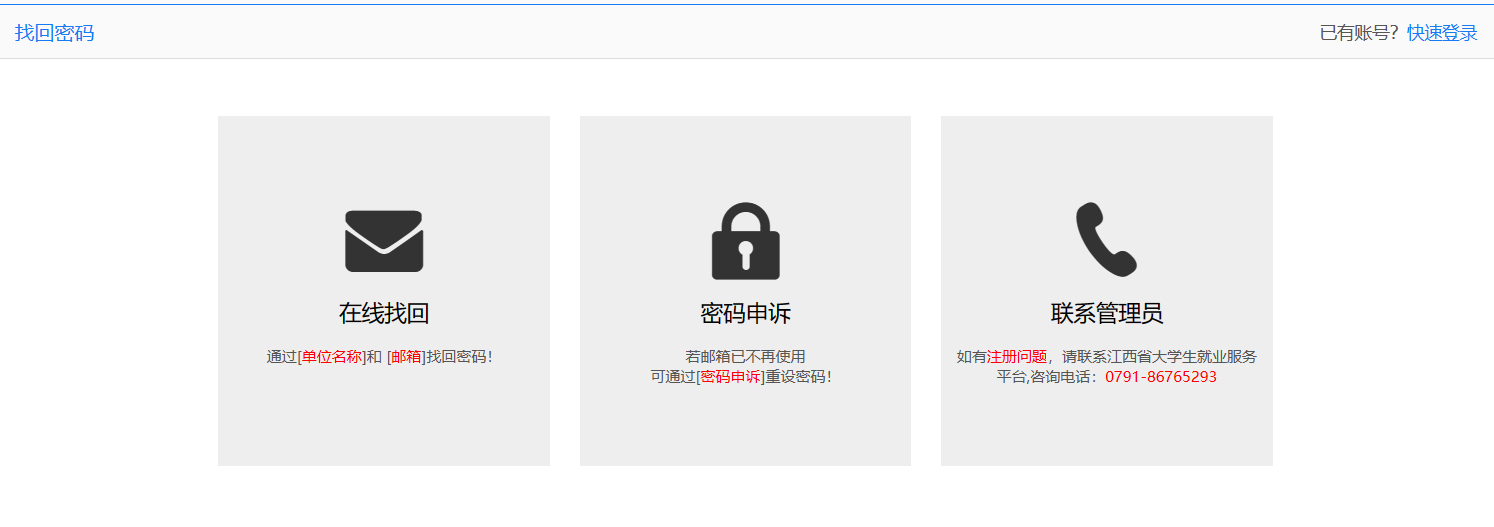 找回密码
已有账号？快速登录
在线找回
通过[单位名称]和 [邮箱]找回密码！
密码申诉
若邮箱已不再使用
可通过[密码申诉]重设密码！
联系管理员
如有注册问题，请联系江西省大学生就业服务
平台,咨询电话：0791-86765293